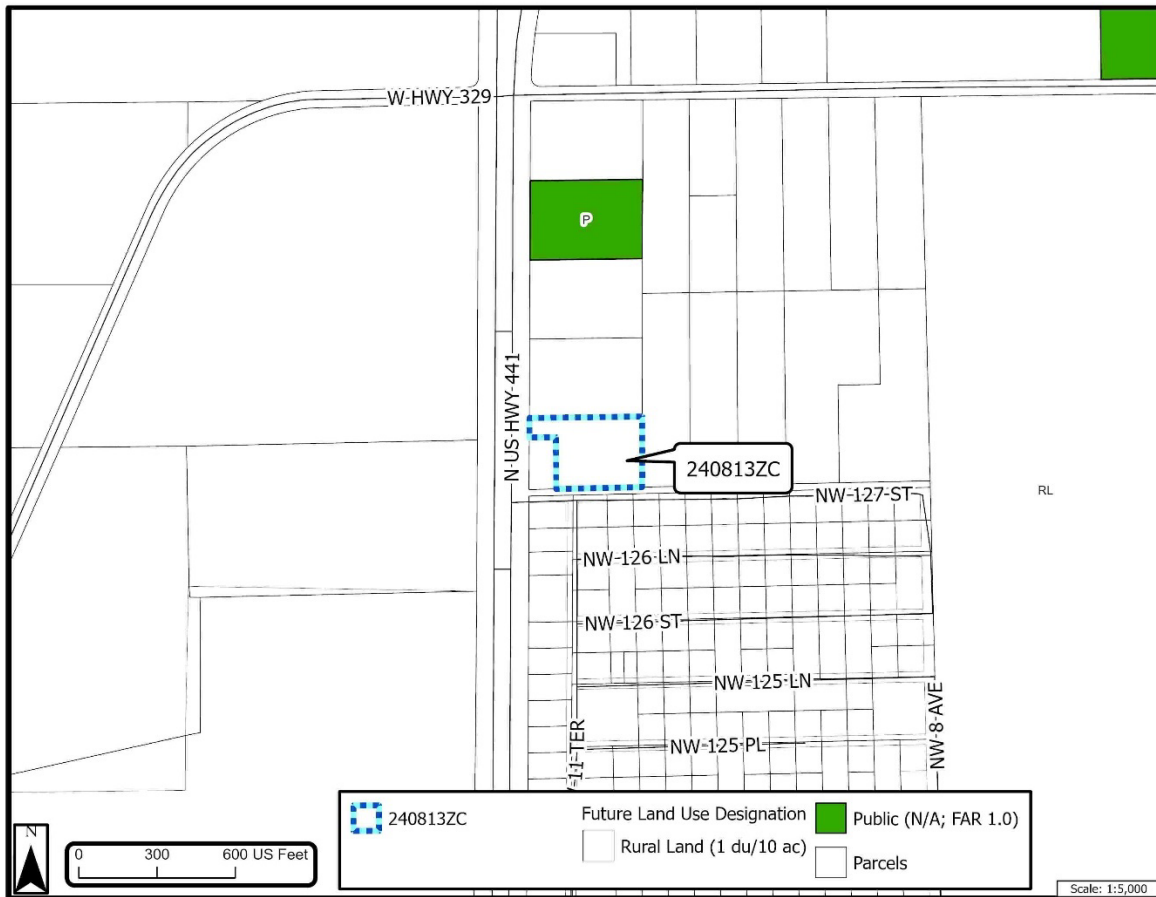 W HWY 329
P
N US HWY 441
240813ZC
NW 127 ST
RL
NW 126 LN
NW 126 ST
NW 125 LN
NW 8 AVE
NW 125 PL
11 TER
240813ZC
Future Land Use Designation
Rural Land (1 du/10 ac)
Public (N/A; FAR 1.0)
Parcels
N
0 300 600 US Feet
Scale: 1:5,000